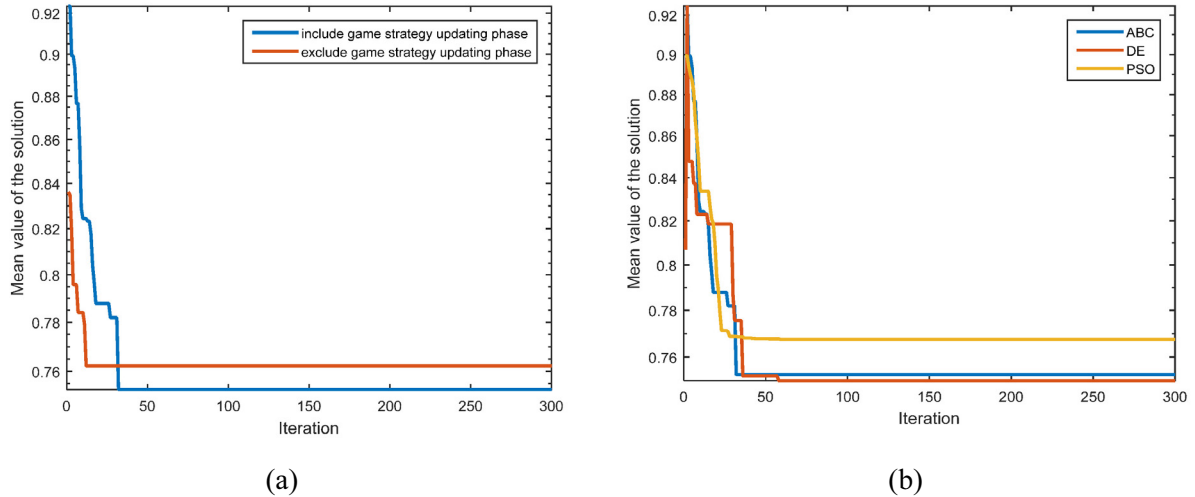 0.92
0.9
0.88
0.86
0.84
0.82
0.8
0.78
0.76
Mean value of the solution
include game strategy updating phase
exclude game strategy updating phase
0 50 100 150 200 250 300
Iteration
(a)
0.92
0.9
0.88
0.86
0.84
0.82
0.8
0.78
0.76
Mean value of the solution
ABC
DE
PSO
0 50 100 150 200 250 300
Iteration
(b)